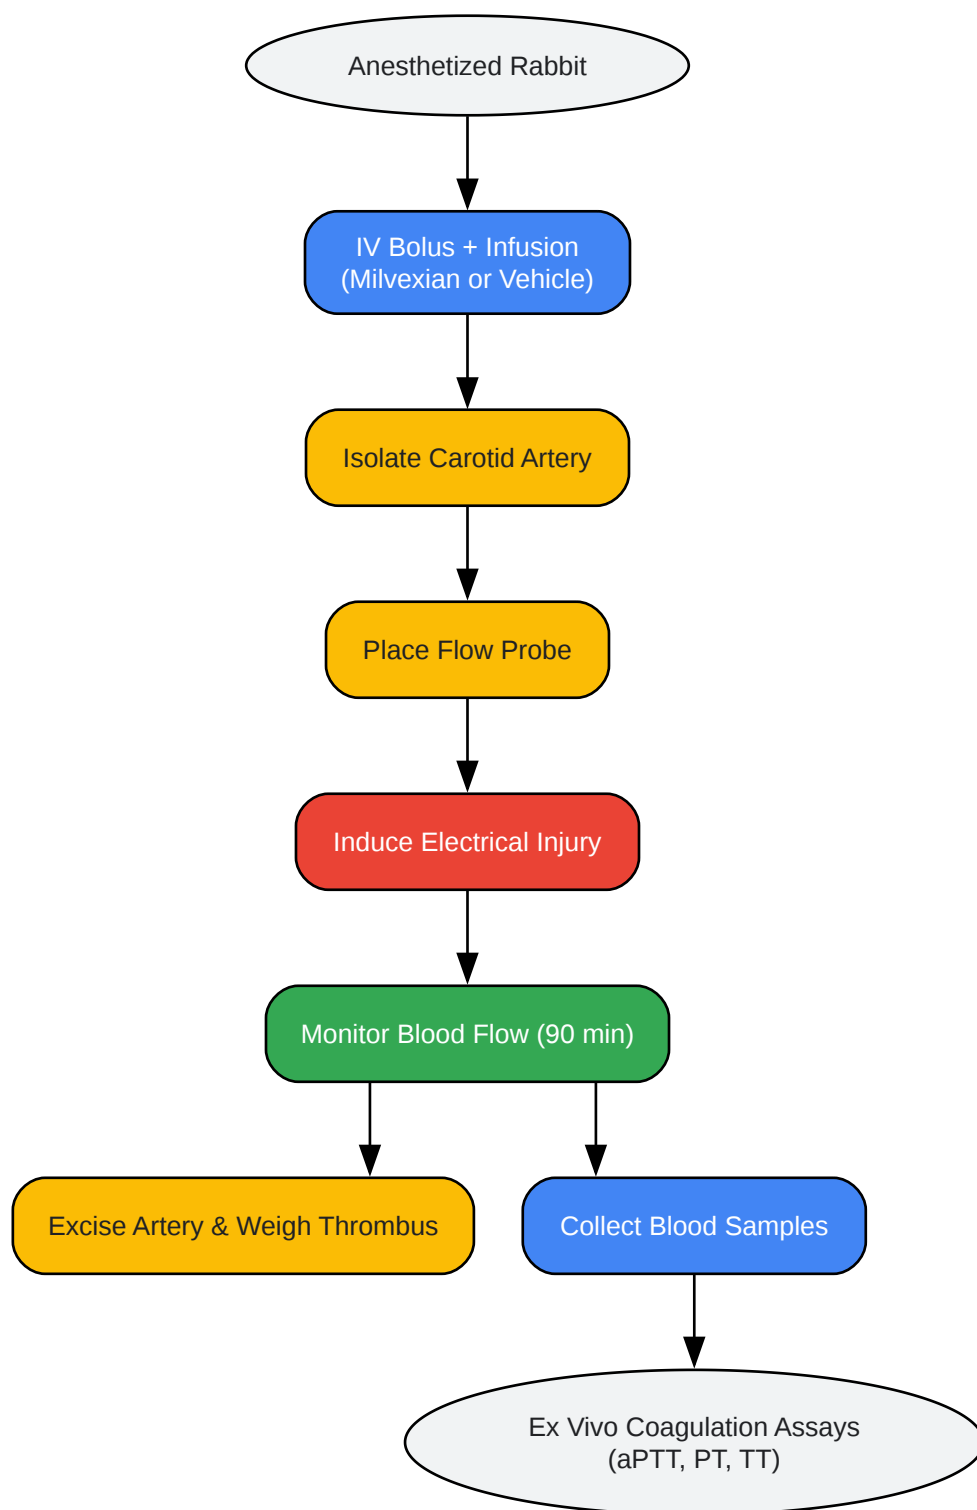 Anesthetized Rabbit
IV Bolus + Infusion
(Milvexian or Vehicle)
Isolate Carotid Artery
Place Flow Probe
Induce Electrical Injury
Monitor Blood Flow (90 min)
Excise Artery & Weigh Thrombus
Collect Blood Samples
Ex Vivo Coagulation Assays
(aPTT, PT, TT)